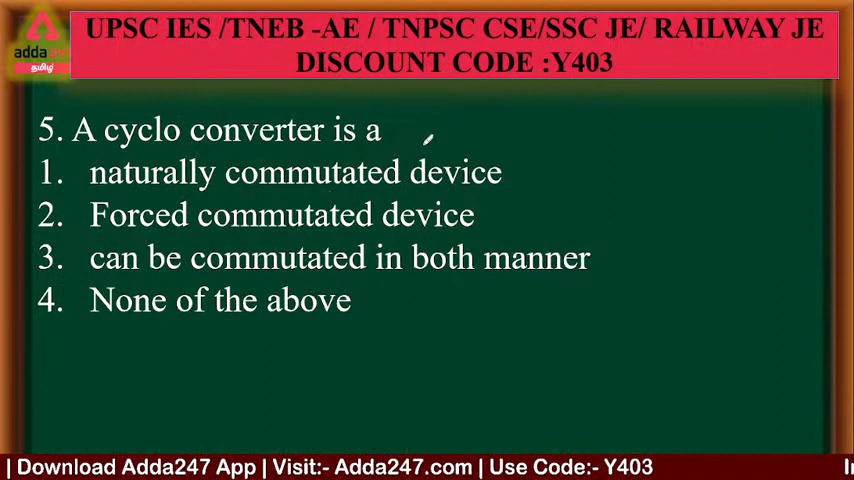 UPSC IES /TNEB -AE / TNPSC CSE/SSC JE/ RAILWAY JE
DISCOUNT CODE :Y403
adda247
தமிழ்
5. A cyclo converter is a
1. naturally commutated device
2. Forced commutated device
3. can be commutated in both manner
4. None of the above
| Download Adda247 App | Visit:- Adda247.com | Use Code:- Y403